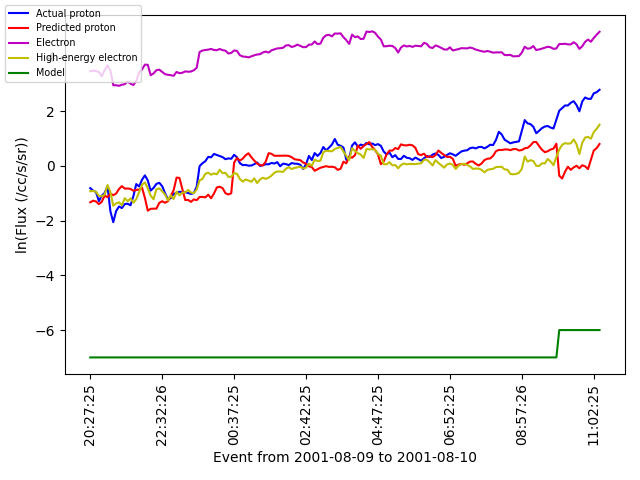 Actual proton
Predicted proton
Electron
High-energy electron
Model
ln(Flux (/cc/s/sr))
2
0
−2
−4
−6
20:27:25
22:32:26
00:37:25
02:42:25
04:47:25
06:52:25
08:57:26
11:02:25
Event from 2001-08-09 to 2001-08-10